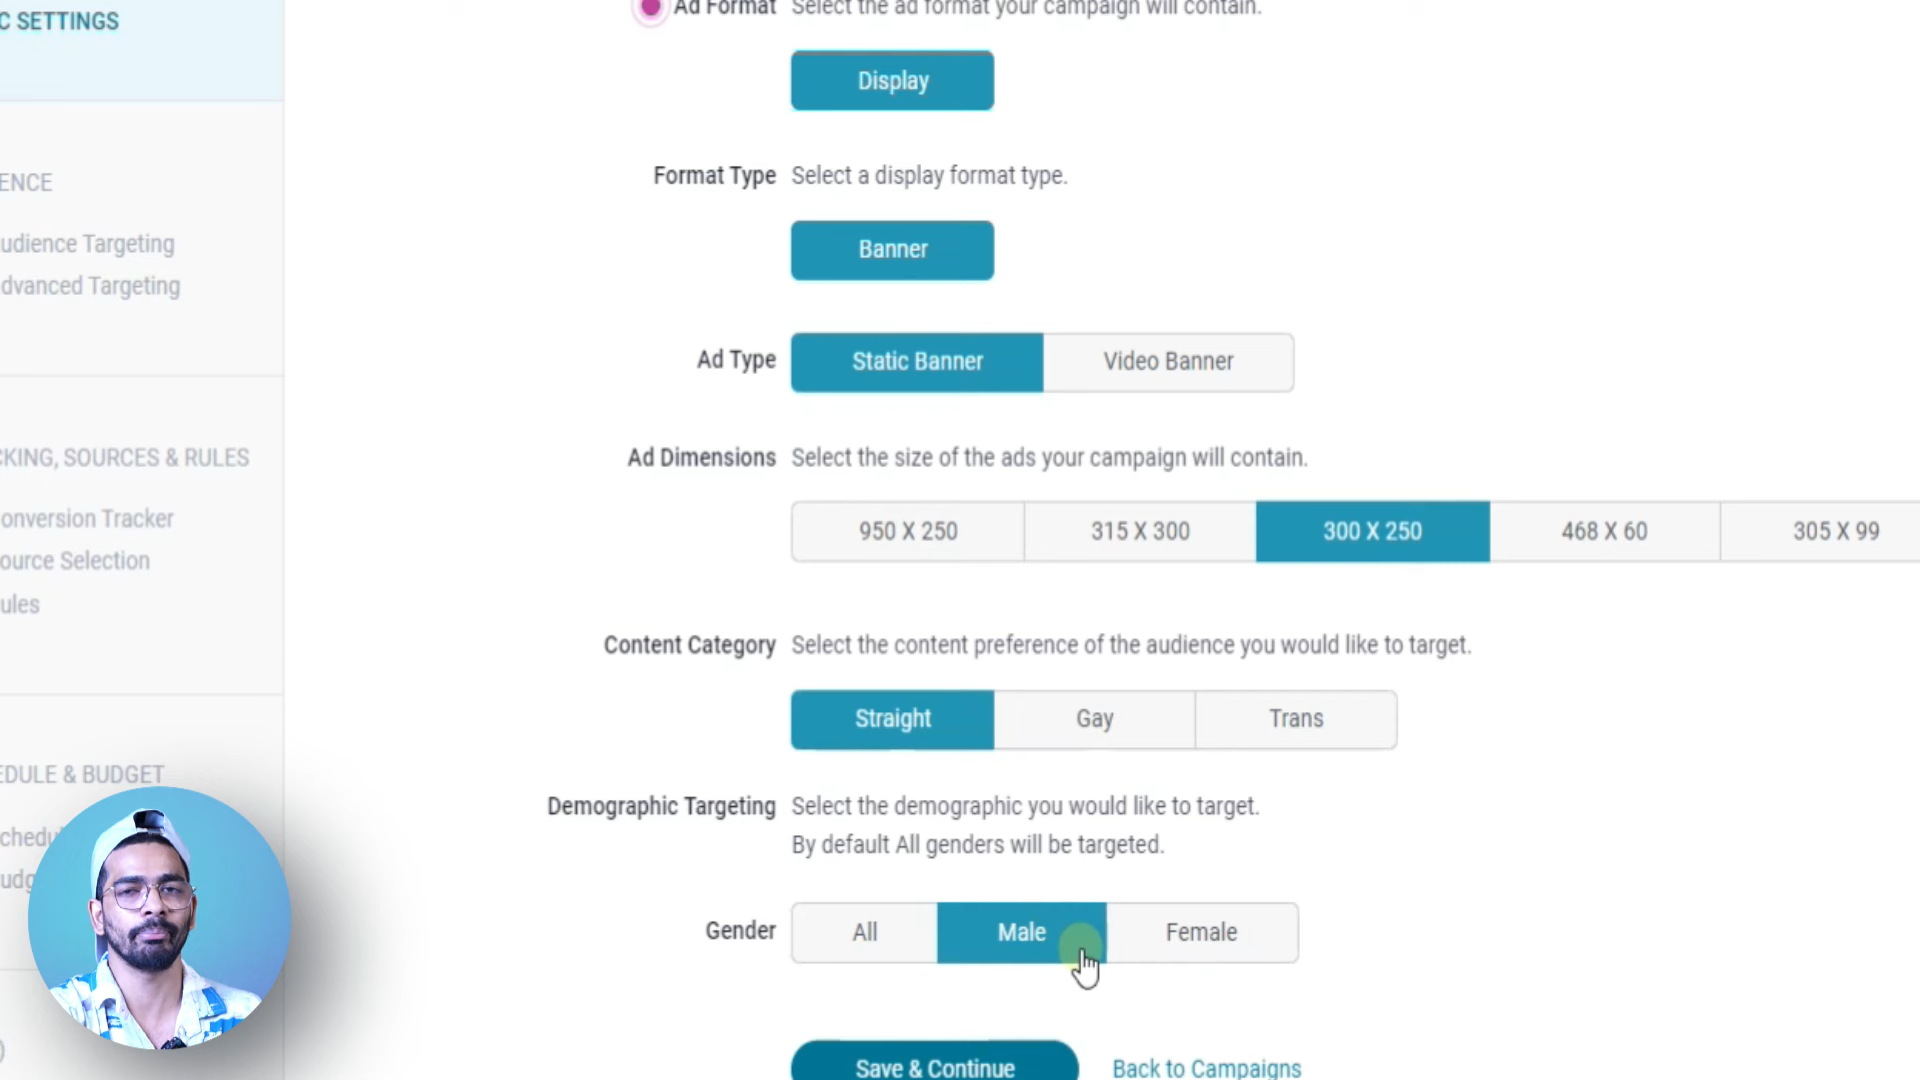 C SETTINGS
Ad Format Select the ad format your campaign will contain.
Display
ENCE
Format Type Select a display format type.
udience Targeting
Banner
dvanced Targeting
Ad Type Static Banner Video Banner
CKING, SOURCES & RULES
Ad Dimensions Select the size of the ads your campaign will contain.
onversion Tracker
950 X 250 315 X 300 300 X 250 468 X 60 305 X 99
ource Selection
ules
Content Category Select the content preference of the audience you would like to target.
Straight Gay Trans
EDULE & BUDGET
Demographic Targeting Select the demographic you would like to target.
chedu
By default All genders will be targeted.
udg
Gender All Male Female
)
Save & Continue Back to Campaigns